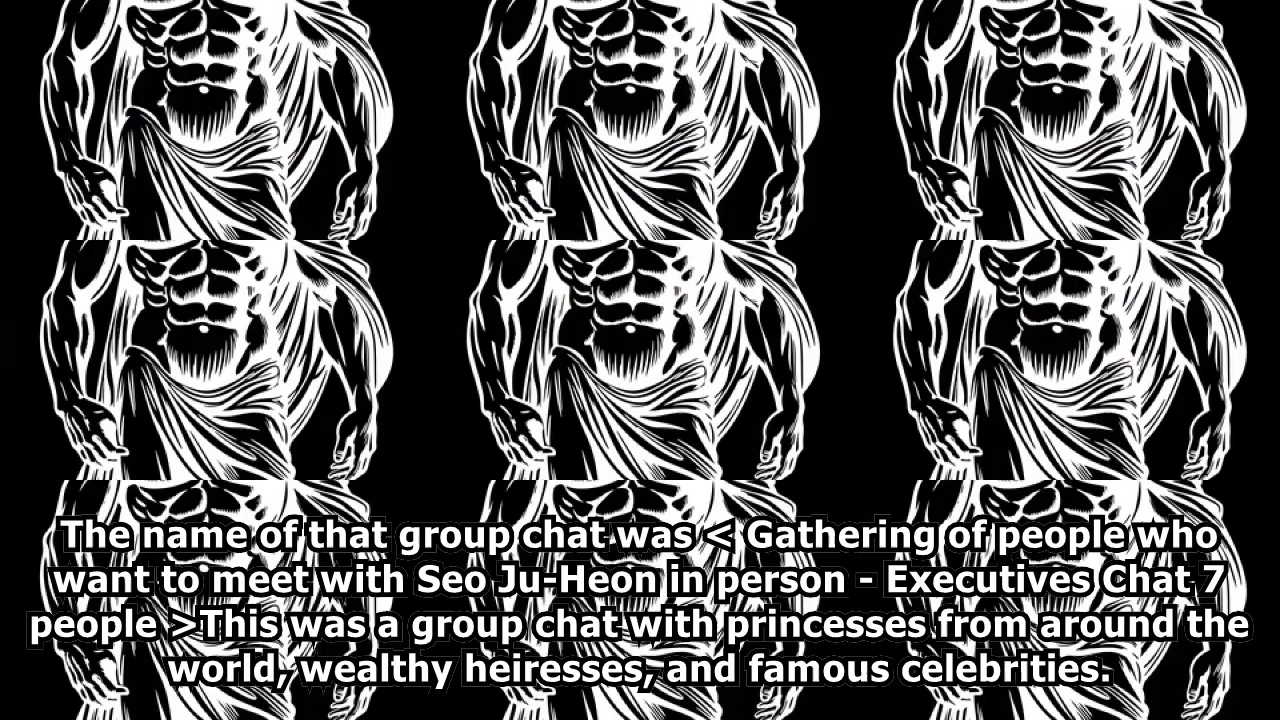 The name of that group chat was < Gathering of people who
want to meet with Seo Ju-Heon in person - Executives Chat 7
people >This was a group chat with princesses from around the
world, wealthy heiresses, and famous celebrities.